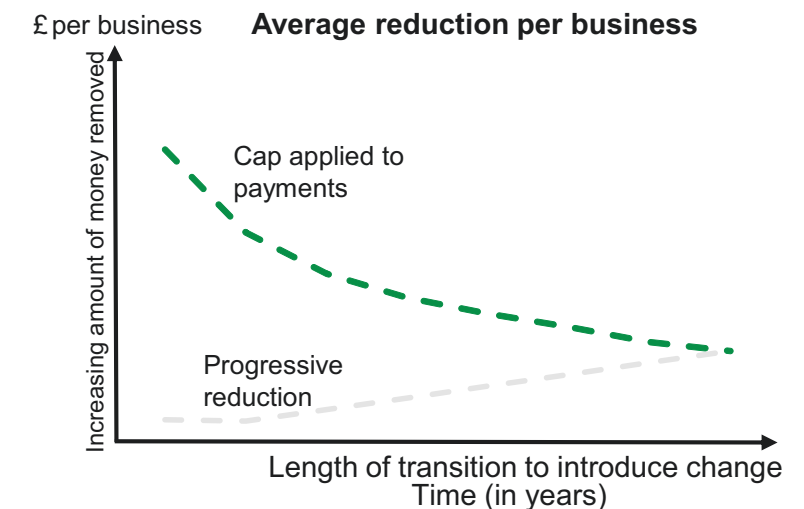 £ per business
Average reduction per business
Increasing amount of money removed
Cap applied to
payments
Progressive
reduction
Length of transition to introduce change
Time (in years)